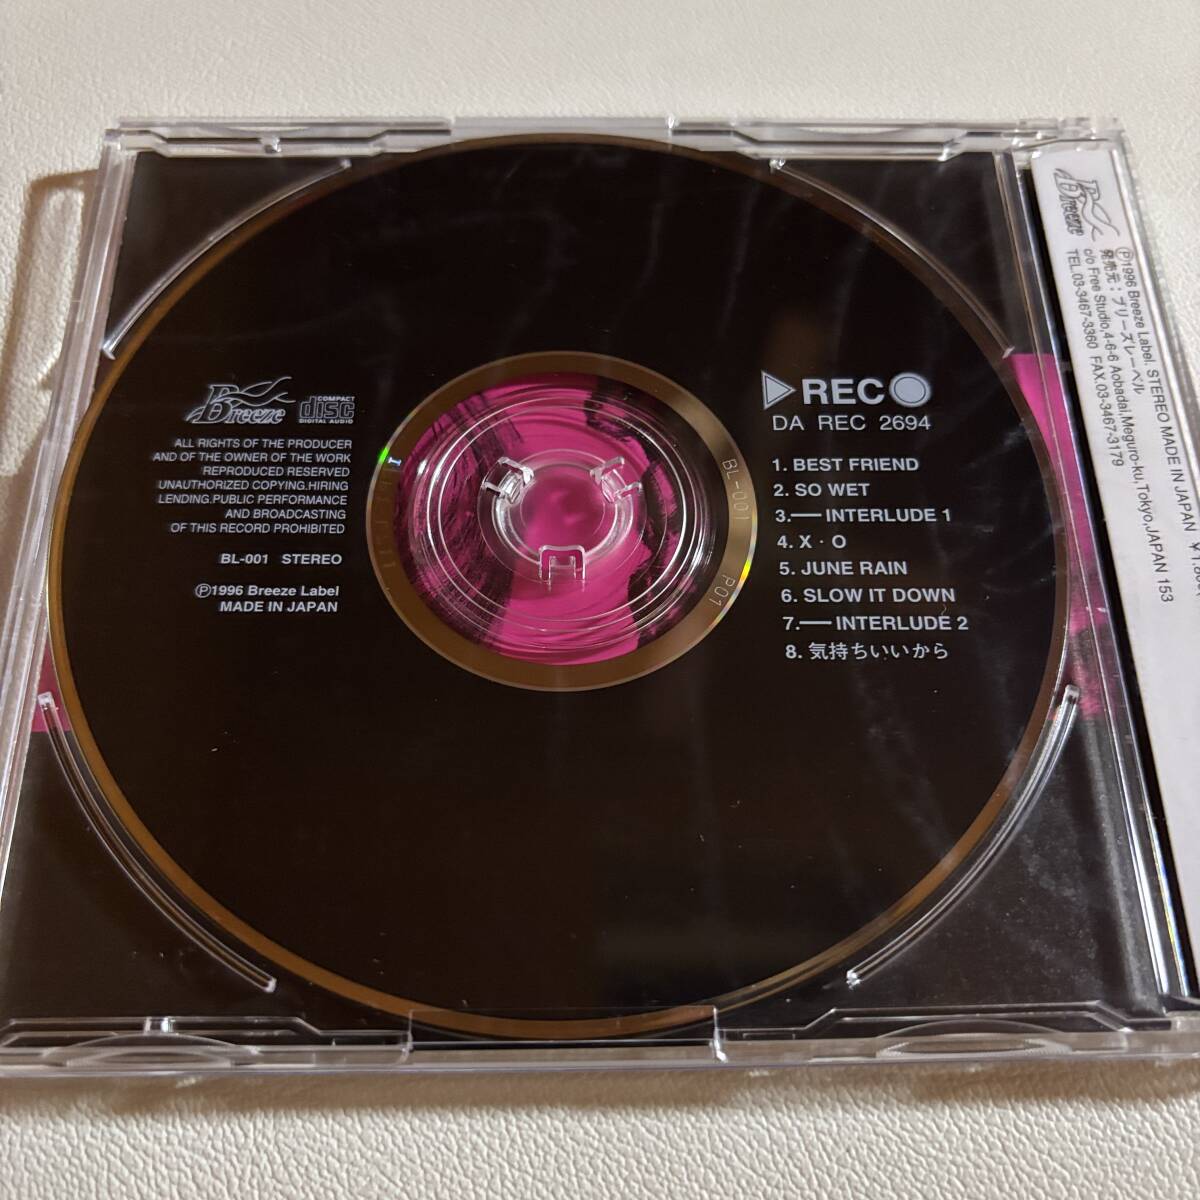 Breeze
COMPACT
disc
DIGITAL AUDIO
ALL RIGHTS OF THE PRODUCER
AND OF THE OWNER OF THE WORK
REPRODUCED RESERVED
UNAUTHORIZED COPYING.HIRING
LENDING.PUBLIC PERFORMANCE
AND BROADCASTING
OF THIS RECORD PROHIBITED
BL-001 STEREO
Ⓟ1996 Breeze Label
MADE IN JAPAN
BL-001 P01
▷REC●
DA REC 2694
1. BEST FRIEND
2. SO WET
3.—INTERLUDE 1
4. X・O
5. JUNE RAIN
6. SLOW IT DOWN
7.—INTERLUDE 2
8. 気持ちいいから
Breeze
Ⓟ1996 Breeze Label. STEREO MADE IN JAPAN
発売元：ブリーズレーベル
c/o Free Studio,4-6-6 Aobadai,Meguro-ku,Tokyo,JAPAN 153
TEL.03-3467-3360 FAX.03-3467-3179